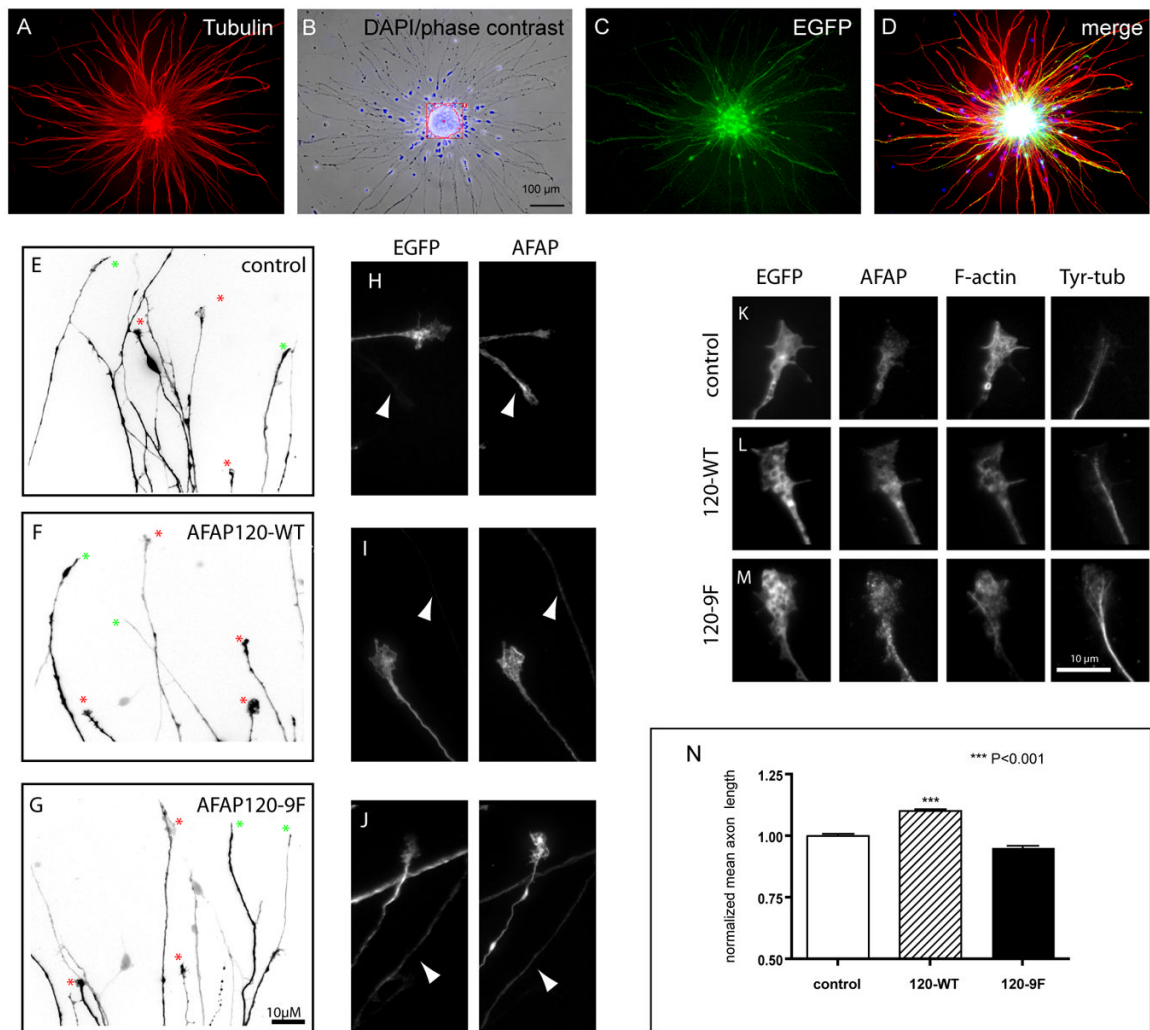 A Tubulin
B DAPI/phase contrast
100 µm
C EGFP
D merge
E control
* * * * *
F AFAP120-WT
* * * * * *
G AFAP120-9F
* * * * *
10µM
EGFP AFAP
H
I
J
EGFP AFAP F-actin Tyr-tub
K control
L 120-WT
M 120-9F
10 µm
N
*** P<0.001
normalized mean axon length
1.25
1.00
0.75
0.50
***
control 120-WT 120-9F